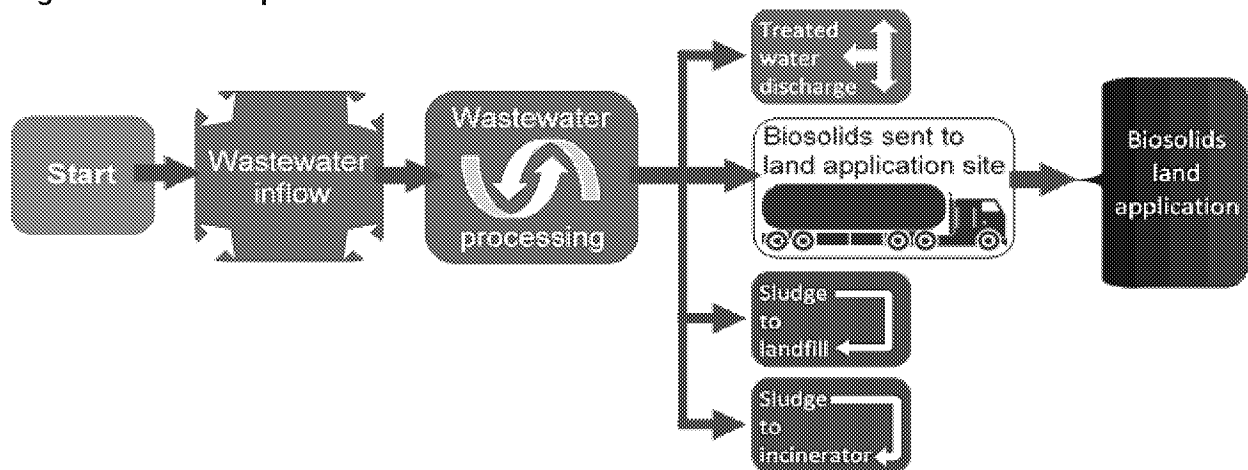 Start
Wastewater
inflow
Wastewater
processing
Treated
water
discharge
Biosolids sent to
land application site
Sludge
to
landfill
Sludge
to
incinerator
Biosolids
land
application